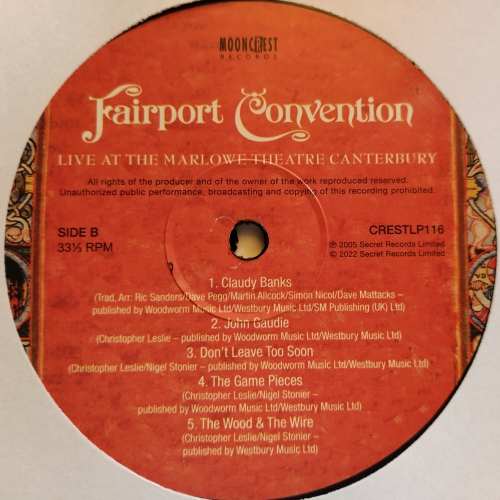 MOONCREST
RECORDS
Fairport Convention
LIVE AT THE MARLOWE THEATRE CANTERBURY
All rights of the producer and of the owner of the work reproduced reserved.
Unauthorized public performance, broadcasting and copying of this recording prohibited.
SIDE B
33⅓ RPM
CRESTLP116
℗ 2005 Secret Records Limited
© 2022 Secret Records Limited
1. Claudy Banks
(Trad, Arr: Ric Sanders/Dave Pegg/Martin Allcock/Simon Nicol/Dave Mattacks –
published by Woodworm Music Ltd/Westbury Music Ltd/SM Publishing (UK) Ltd)
2. John Gaudie
(Christopher Leslie – published by Woodworm Music Ltd/Westbury Music Ltd)
3. Don't Leave Too Soon
(Christopher Leslie/Nigel Stonier – published by Woodworm Music Ltd/Westbury Music Ltd)
4. The Game Pieces
(Christopher Leslie/Nigel Stonier –
published by Woodworm Music Ltd/Westbury Music Ltd)
5. The Wood & The Wire
(Christopher Leslie/Nigel Stonier –
published by Woodworm Music Ltd/Westbury Music Ltd)